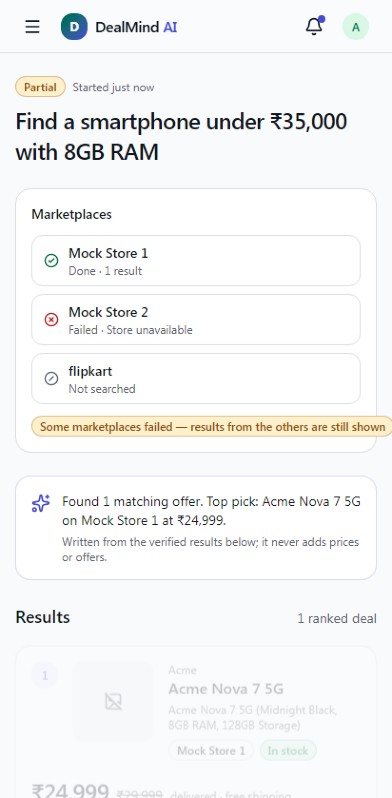 D DealMind AI A
Partial Started just now
Find a smartphone under ₹35,000
with 8GB RAM
Marketplaces
Mock Store 1
Done · 1 result
Mock Store 2
Failed · Store unavailable
flipkart
Not searched
Some marketplaces failed — results from the others are still shown
Found 1 matching offer. Top pick: Acme Nova 7 5G
on Mock Store 1 at ₹24,999.
Written from the verified results below; it never adds prices
or offers.
Results 1 ranked deal
1
Acme
Acme Nova 7 5G
Acme Nova 7 5G (Midnight Black,
8GB RAM, 128GB Storage)
Mock Store 1 In stock
₹24,999 ₹29,999 delivered · free shipping